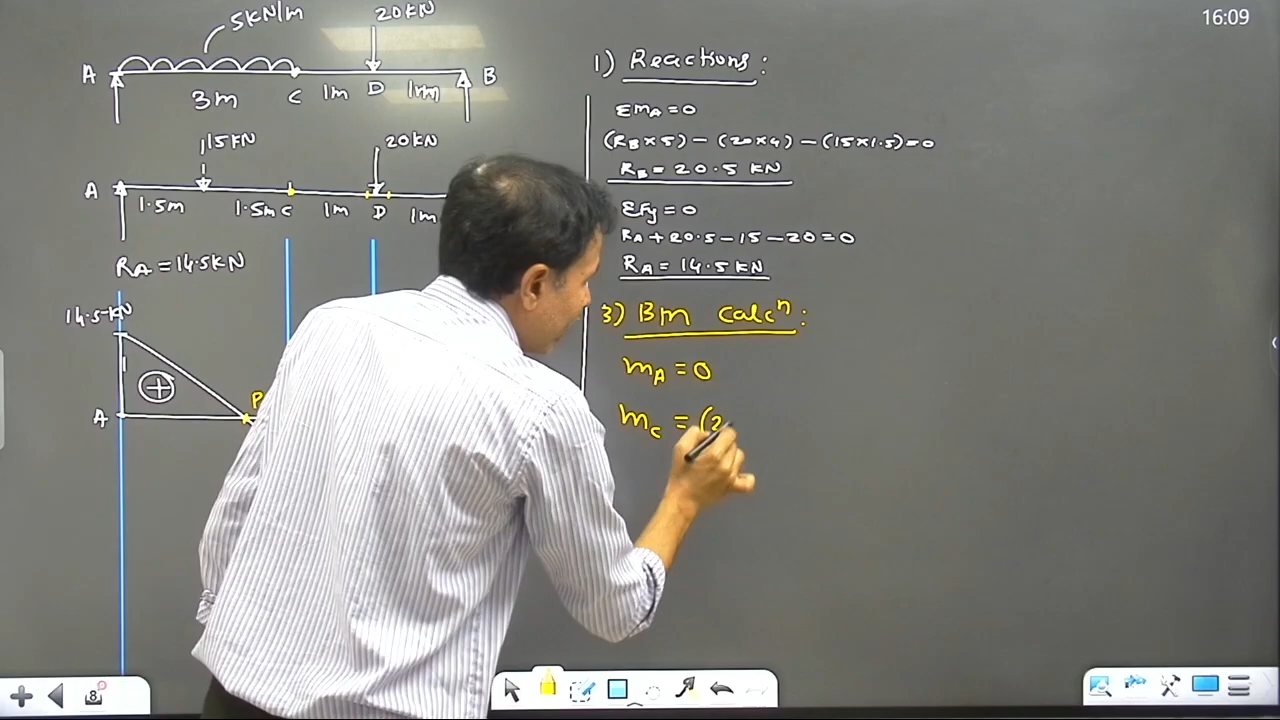 16:09
5KN/m
20KN
A
B
3m C 1m D 1m
15KN
20KN
A
1.5m 1.5m C 1m D 1m
RA = 14.5KN
14.5KN
+
P
A
1) Reactions:
ΣmA = 0
(RB×5) – (20×4) – (15×1.5) = 0
RB = 20.5 KN
ΣFy = 0
RA + 20.5 – 15 – 20 = 0
RA = 14.5 KN
3) Bm calcⁿ:
mA = 0
mC = (2
8